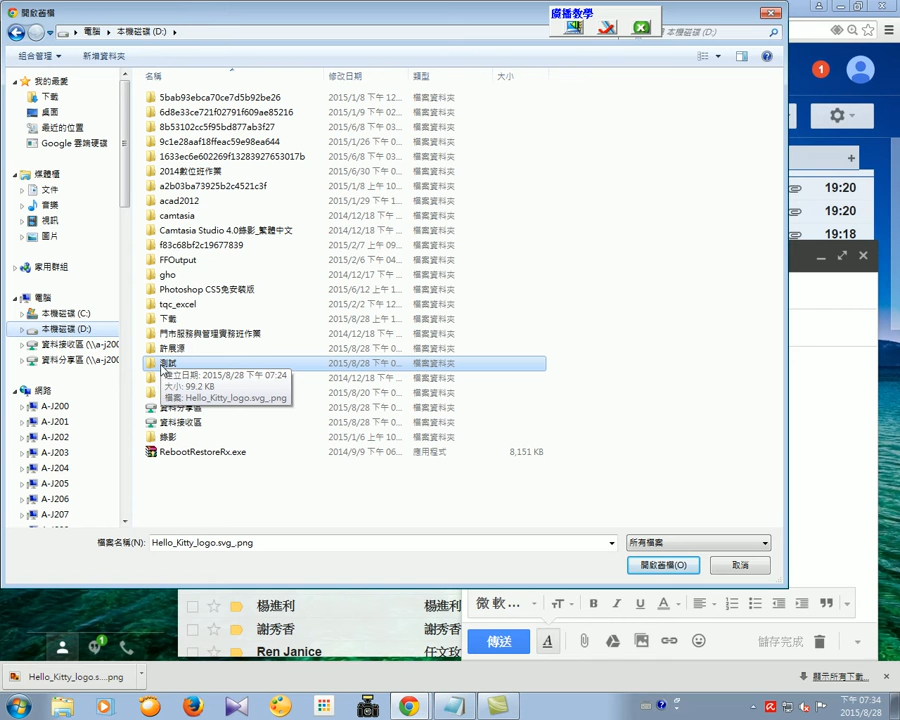 開啟舊檔
廣播教學
電腦 ▸ 本機磁碟 (D:) ▸
本機磁碟 (D:)
組合管理
新增資料夾
我的最愛
下載
桌面
最近的位置
Google 雲端硬碟
媒體櫃
文件
音樂
視訊
圖片
家用群組
電腦
本機磁碟 (C:)
本機磁碟 (D:)
資料接收區 (\\a-j200
資料分享區 (\\a-j200
網路
A-J200
A-J201
A-J202
A-J203
A-J204
A-J205
A-J206
A-J207
名稱 修改日期 類型 大小
5bab93ebca70ce7d5b92be26 2015/1/8 下午 12... 檔案資料夾
6d8e33ce721f02791f609ae85216 2015/1/9 下午 02... 檔案資料夾
8b53102cc5f95bd877ab3f27 2015/6/8 下午 03... 檔案資料夾
9c1e28aaf18ffeac59e98ea644 2015/1/26 下午 0... 檔案資料夾
1633ec6e602269f13283927653017b 2015/6/8 下午 03... 檔案資料夾
2014數位班作業 2015/6/30 下午 0... 檔案資料夾
a2b03ba73925b2c4521c3f 2015/1/8 上午 10... 檔案資料夾
acad2012 2015/1/29 下午 1... 檔案資料夾
camtasia 2014/12/18 下午 ... 檔案資料夾
Camtasia Studio 4.0錄影_繁體中文 2014/12/18 下午 ... 檔案資料夾
f83c68bf2c19677839 2015/2/7 上午 09... 檔案資料夾
FFOutput 2015/2/6 下午 04... 檔案資料夾
gho 2014/12/17 下午 ... 檔案資料夾
Photoshop CS5免安裝版 2015/2/6 下午 12... 檔案資料夾
tqc_excel 2015/2/2 下午 12... 檔案資料夾
下載 2015/8/28 下午 0... 檔案資料夾
門市服務與管理實務班作業 2014/12/18 下午 ... 檔案資料夾
許展源 2015/8/28 下午 0... 檔案資料夾
測試 2015/8/28 下午 0... 檔案資料夾
建立日期: 2015/8/28 下午 07:24
大小: 99.2 KB
檔案: Hello_Kitty_logo.svg_.png
2014/12/18 下午 ... 檔案資料夾
2015/8/20 下午 0... 檔案資料夾
資料分享區 2015/8/28 下午 0... 檔案資料夾
資料接收區 2015/8/28 下午 0... 檔案資料夾
錄影 2015/1/6 上午 10... 檔案資料夾
RebootRestoreRx.exe 2014/9/9 下午 06... 應用程式 8,151 KB
檔案名稱(N): Hello_Kitty_logo.svg_.png 所有檔案
開啟舊檔(O) 取消
1
19:20
19:20
19:18
楊進利 楊進利
謝秀香 謝秀香
Ren Janice 任文玫
微軟...
傳送 儲存完成
1
Hello_Kitty_logo.s....png
顯示所有下載...
下午 07:34
2015/8/28